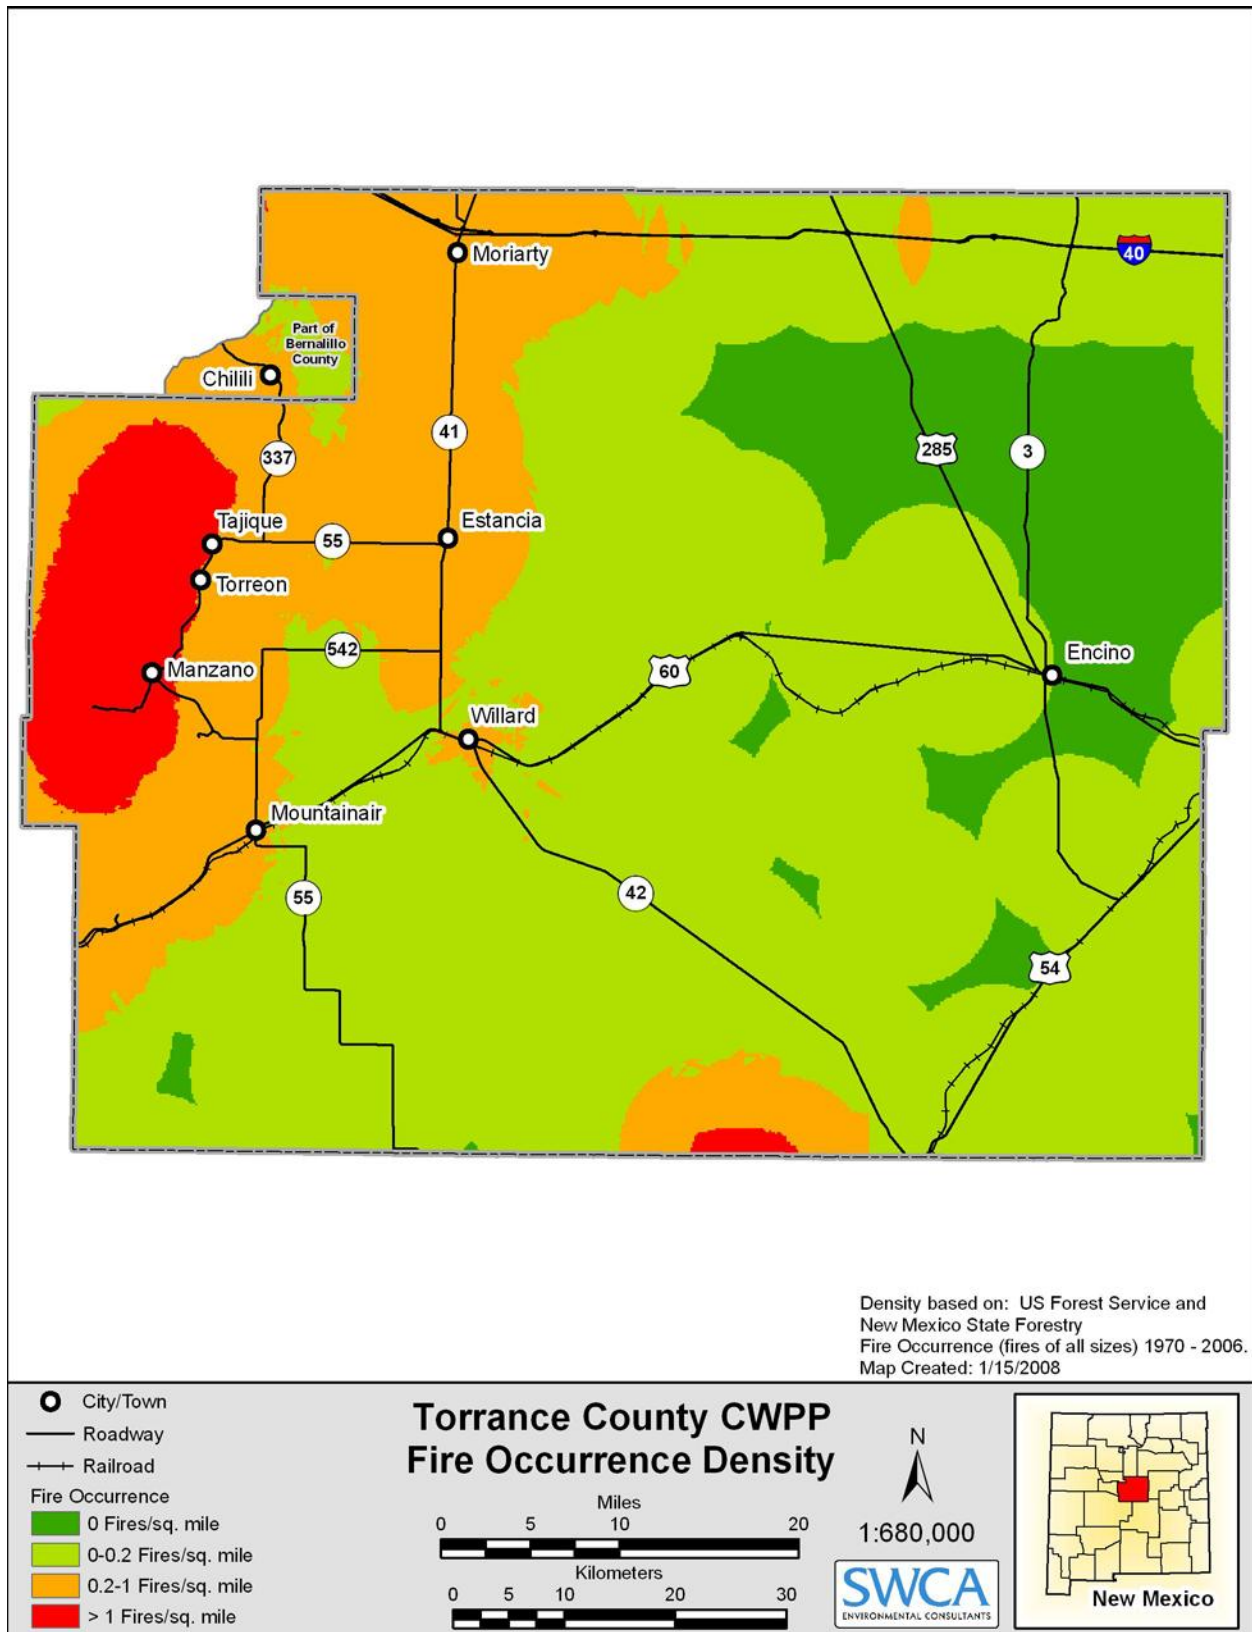 40
Moriarty
Part of
Bernalillo
County
Chilili
41
285
3
337
Tajique
Estancia
55
Torreon
542
Encino
Manzano
60
Willard
Mountainair
55
42
54
Density based on: US Forest Service and
New Mexico State Forestry
Fire Occurrence (fires of all sizes) 1970 - 2006.
Map Created: 1/15/2008
City/Town
Roadway
Railroad
Fire Occurrence
0 Fires/sq. mile
0-0.2 Fires/sq. mile
0.2-1 Fires/sq. mile
> 1 Fires/sq. mile
Torrance County CWPP
Fire Occurrence Density
Miles
0 5 10 20
Kilometers
0 5 10 20 30
N
1:680,000
SWCA
ENVIRONMENTAL CONSULTANTS
New Mexico